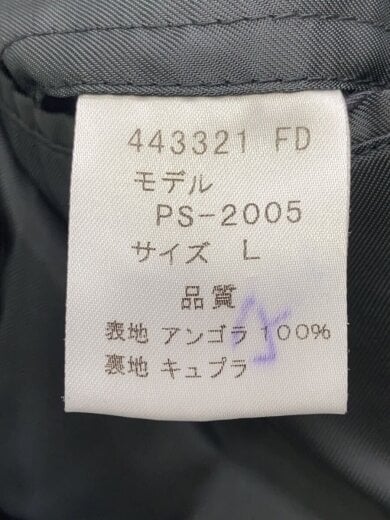 443321 FD
モデル
PS-2005
サイズ L
品質
表地 アンゴラ 100%
裏地 キュプラ